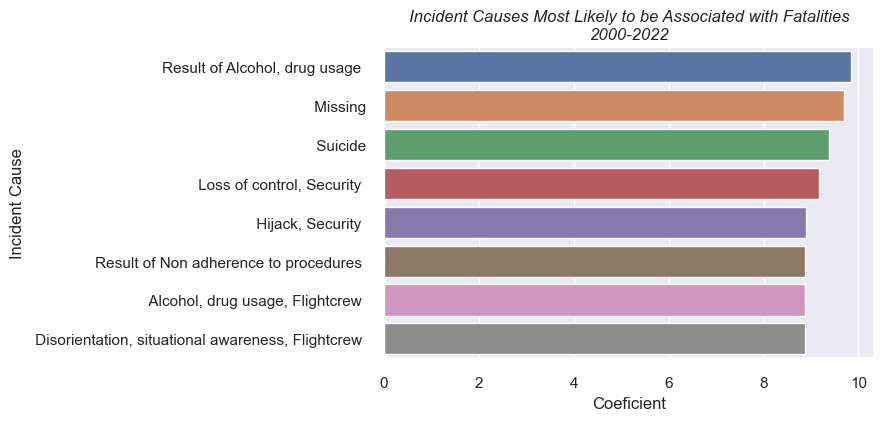 Incident Causes Most Likely to be Associated with Fatalities
2000-2022
Incident Cause
Result of Alcohol, drug usage
Missing
Suicide
Loss of control, Security
Hijack, Security
Result of Non adherence to procedures
Alcohol, drug usage, Flightcrew
Disorientation, situational awareness, Flightcrew
0 2 4 6 8 10
Coeficient